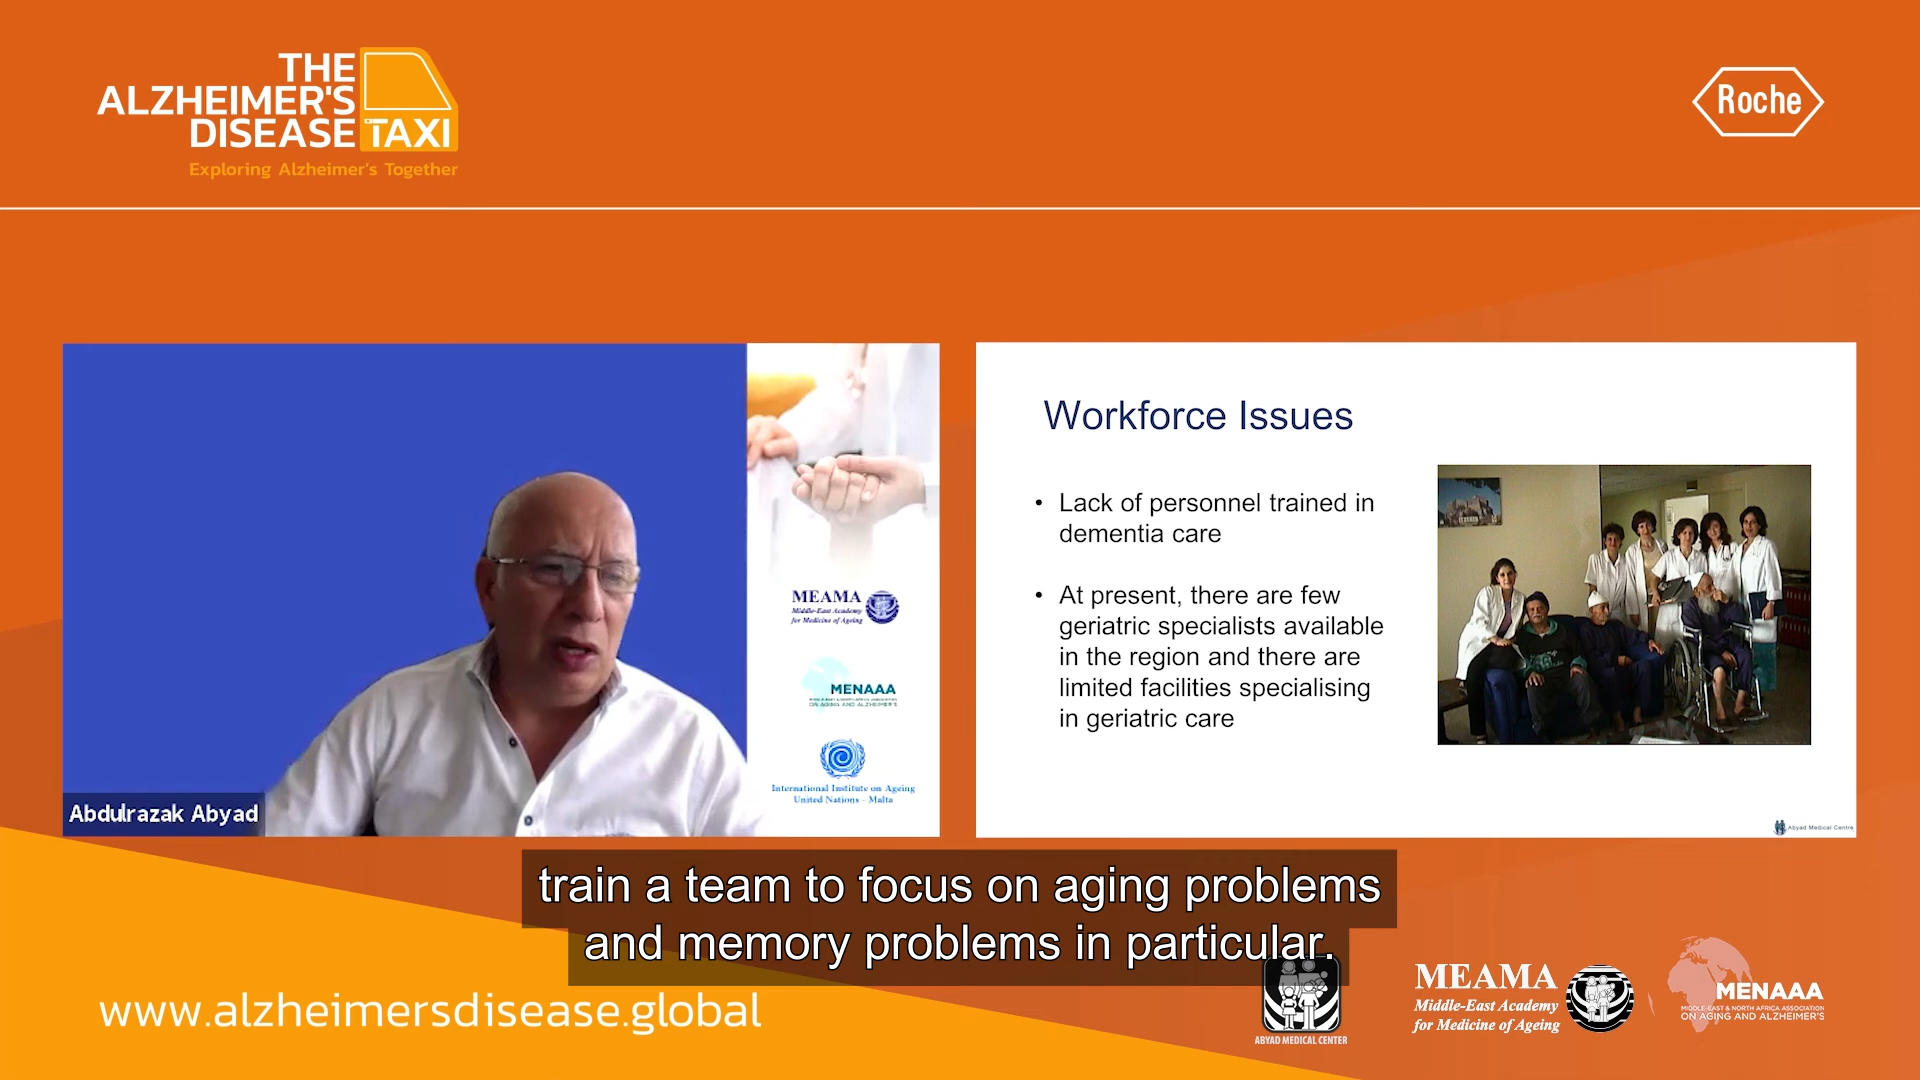 THE
ALZHEIMER'S
DISEASE TAXI
Exploring Alzheimer's Together
Roche
MEAMA
Middle-East Academy
for Medicine of Ageing
MENAAA
ON AGING AND ALZHEIMER'S
International Institute on Ageing
United Nations - Malta
Abdulrazak Abyad
Workforce Issues
• Lack of personnel trained in
dementia care
• At present, there are few
geriatric specialists available
in the region and there are
limited facilities specialising
in geriatric care
Abyad Medical Centre
train a team to focus on aging problems
and memory problems in particular.
www.alzheimersdisease.global
ABYAD MEDICAL CENTER
MEAMA
Middle-East Academy
for Medicine of Ageing
MENAAA
MIDDLE-EAST & NORTH AFRICA ASSOCIATION
ON AGING AND ALZHEIMER'S